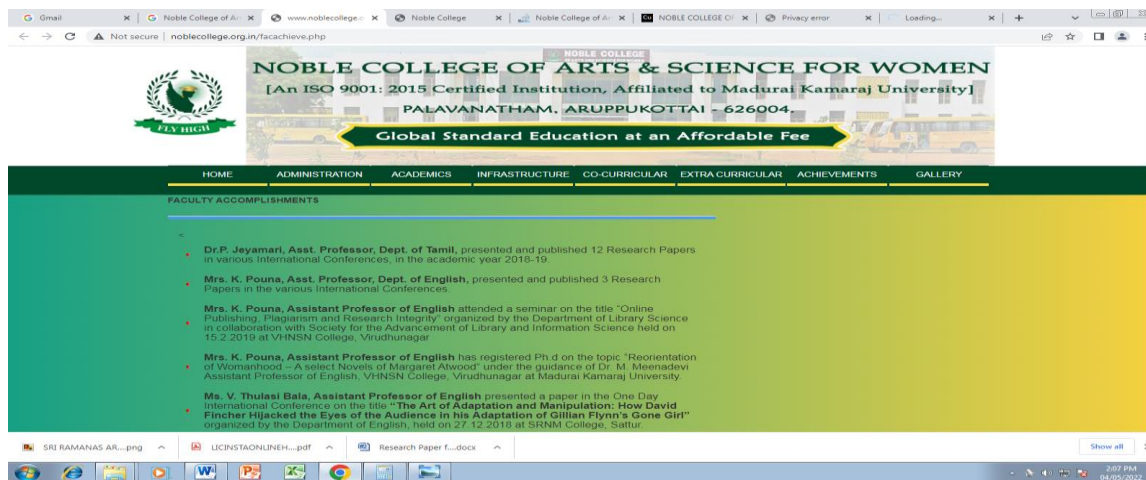 Gmail
Noble College of Ar
www.noblecollege.o
Noble College
Noble College of Ar
NOBLE COLLEGE OF
Privacy error
Loading...
Not secure
noblecollege.org.in/facachieve.php
NOBLE COLLEGE
NOBLE COLLEGE OF ARTS & SCIENCE FOR WOMEN
[An ISO 9001: 2015 Certified Institution, Affiliated to Madurai Kamaraj University]
PALAVANATHAM, ARUPPUKOTTAI - 626004.
FLY HIGH
Global Standard Education at an Affordable Fee
HOME ADMINISTRATION ACADEMICS INFRASTRUCTURE CO-CURRICULAR EXTRA CURRICULAR ACHIEVEMENTS GALLERY
FACULTY ACCOMPLISHMENTS
<
Dr.P. Jeyamari, Asst. Professor, Dept. of Tamil, presented and published 12 Research Papers
in various International Conferences, in the academic year 2018-19.
Mrs. K. Pouna, Asst. Professor, Dept. of English, presented and published 3 Research
Papers in the various International Conferences.
Mrs. K. Pouna, Assistant Professor of English attended a seminar on the title "Online
Publishing, Plagiarism and Research Integrity" organized by the Department of Library Science
in collaboration with Society for the Advancement of Library and Information Science held on
15.2.2019 at VHNSN College, Virudhunagar
Mrs. K. Pouna, Assistant Professor of English has registered Ph.d on the topic "Reorientation
of Womanhood – A select Novels of Margaret Atwood" under the guidance of Dr. M. Meenadevi
Assistant Professor of English, VHNSN College, Virudhunagar at Madurai Kamaraj University.
Ms. V. Thulasi Bala, Assistant Professor of English presented a paper in the One Day
International Conference on the title "The Art of Adaptation and Manipulation: How David
Fincher Hijacked the Eyes of the Audience in his Adaptation of Gillian Flynn's Gone Girl"
organized by the Department of English, held on 27.12.2018 at SRNM College, Sattur.
SRI RAMANAS AR....png
LICINSTAONLINEH....pdf
Research Paper f....docx
Show all
2:07 PM
04/05/2022